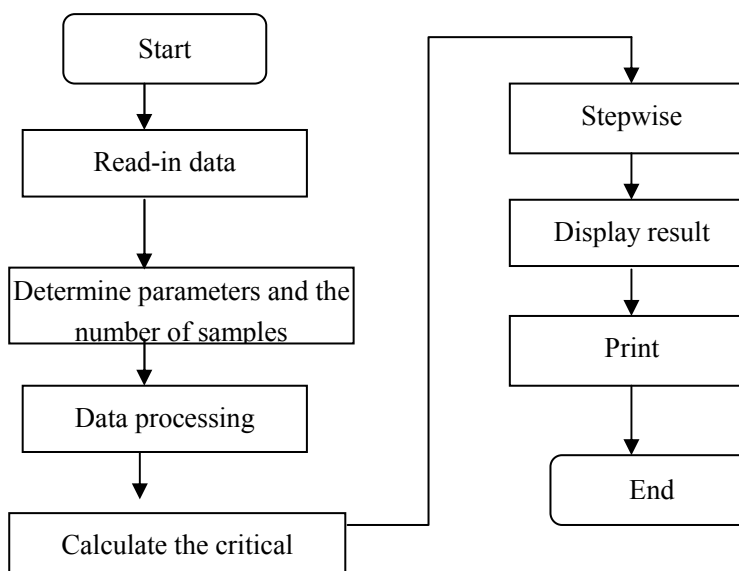 Start
Read-in data
Determine parameters and the
number of samples
Data processing
Calculate the critical
Stepwise
Display result
Print
End